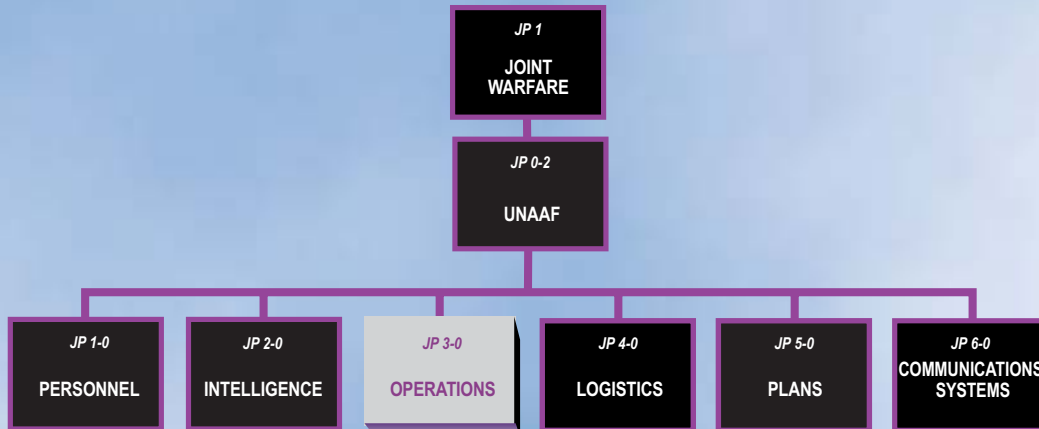 JP 1
JOINT
WARFARE
JP 0-2
UNAAF
JP 1-0
PERSONNEL
JP 2-0
INTELLIGENCE
JP 3-0
OPERATIONS
JP 4-0
LOGISTICS
JP 5-0
PLANS
JP 6-0
COMMUNICATIONS
SYSTEMS